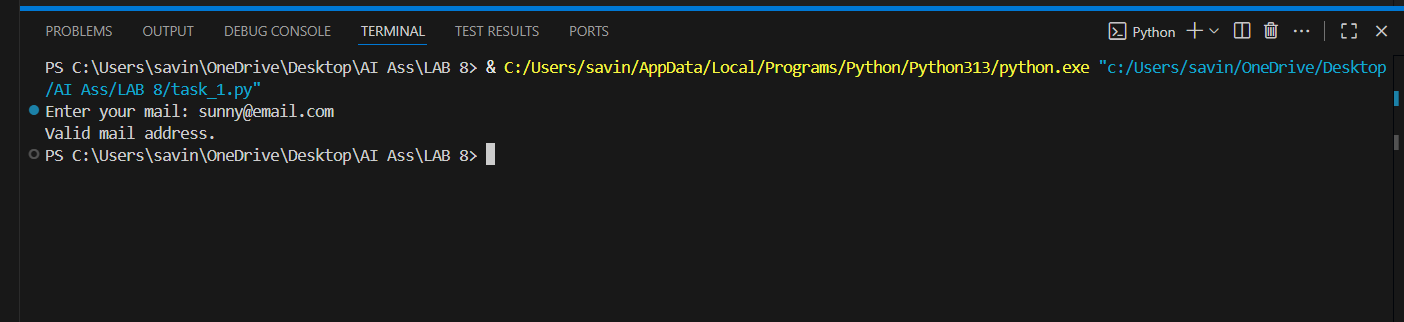 PROBLEMS OUTPUT DEBUG CONSOLE TERMINAL TEST RESULTS PORTS Python
PS C:\Users\savin\OneDrive\Desktop\AI Ass\LAB 8> & C:/Users/savin/AppData/Local/Programs/Python/Python313/python.exe "c:/Users/savin/OneDrive/Desktop
/AI Ass/LAB 8/task_1.py"
Enter your mail: sunny@email.com
Valid mail address.
PS C:\Users\savin\OneDrive\Desktop\AI Ass\LAB 8>